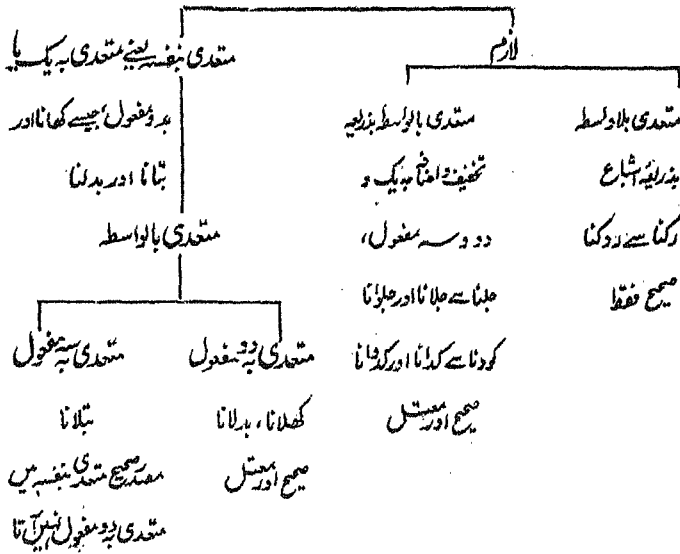 لازم
متعدی بلا واسطہ
بذریعۂ اشباع
رکنا سے روکنا
صحیح فقط
متعدی بالواسطہ بذریعہ
تخفیف و اضافہ بہ یک و
دو و سہ مفعول،
جلنا سے جلانا اور جلوانا
کودنا سے کدانا اور کدوانا
صحیح اور معتل
متعدی بنفسہ یعنے متعدی بہ یک یا
بدو مفعول، جیسے کھانا اور
بتانا اور بدلنا
متعدی بالواسطہ
متعدی بہ دو مفعول
کھلانا، بدلانا
صحیح اور معتل
متعدی بہ سہ مفعول
بتلانا
مصدر صحیح متعدی بنفسہ میں
متعدی بہ دو مفعول نہیں آتا